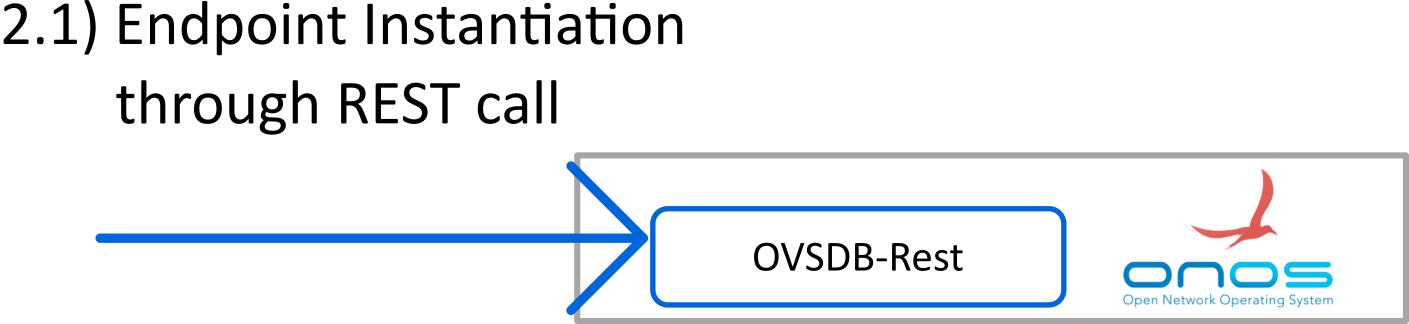 2.1) Endpoint Instantiation
through REST call
OVSDB-Rest
onos
Open Network Operating System